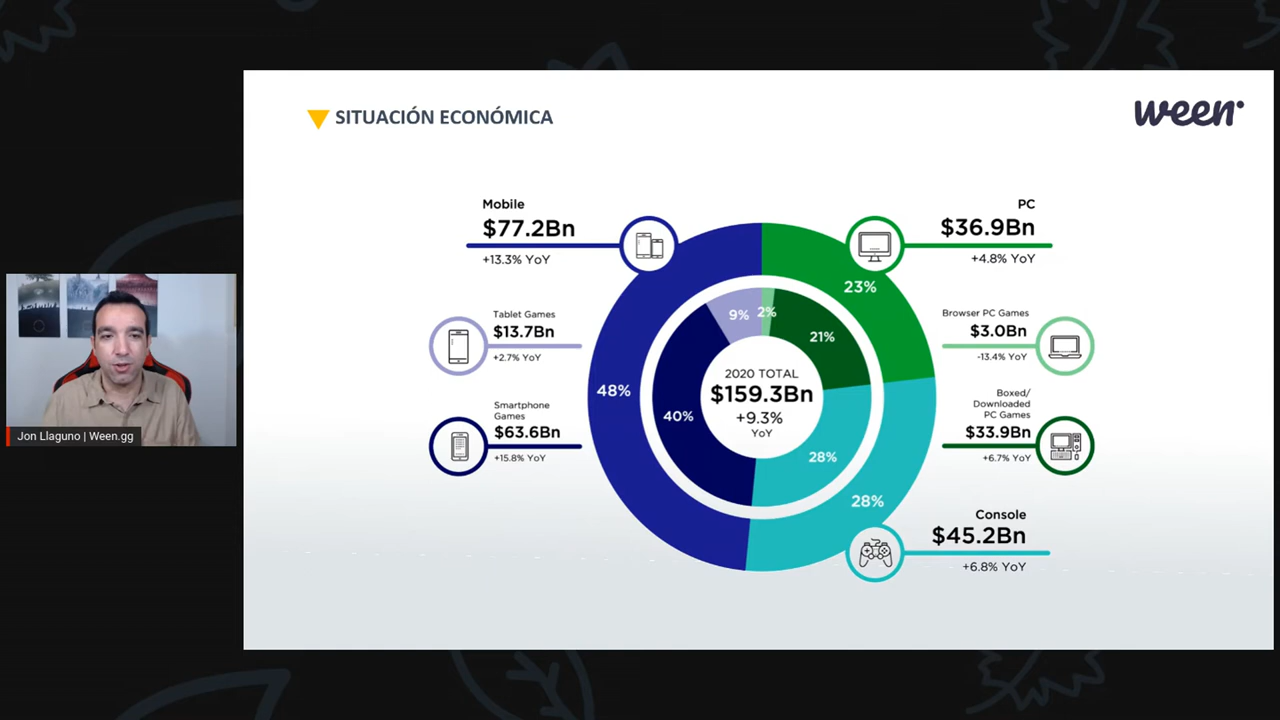 SITUACIÓN ECONÓMICA
ween
Mobile
$77.2Bn
+13.3% YoY
Tablet Games
$13.7Bn
+2.7% YoY
Smartphone
Games
$63.6Bn
+15.8% YoY
48%
40%
9%
2%
21%
23%
28%
28%
2020 TOTAL
$159.3Bn
+9.3%
YoY
PC
$36.9Bn
+4.8% YoY
Browser PC Games
$3.0Bn
-13.4% YoY
Boxed/
Downloaded
PC Games
$33.9Bn
+6.7% YoY
Console
$45.2Bn
+6.8% YoY
Jon Llaguno | Ween.gg